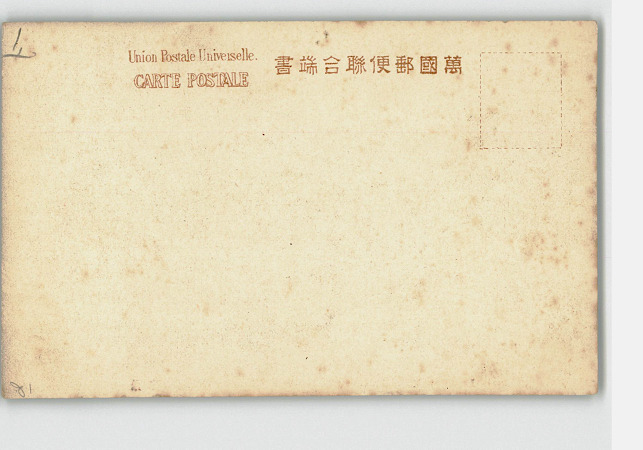 Union Postale Universelle.
CARTE POSTALE
萬國郵便聯合端書